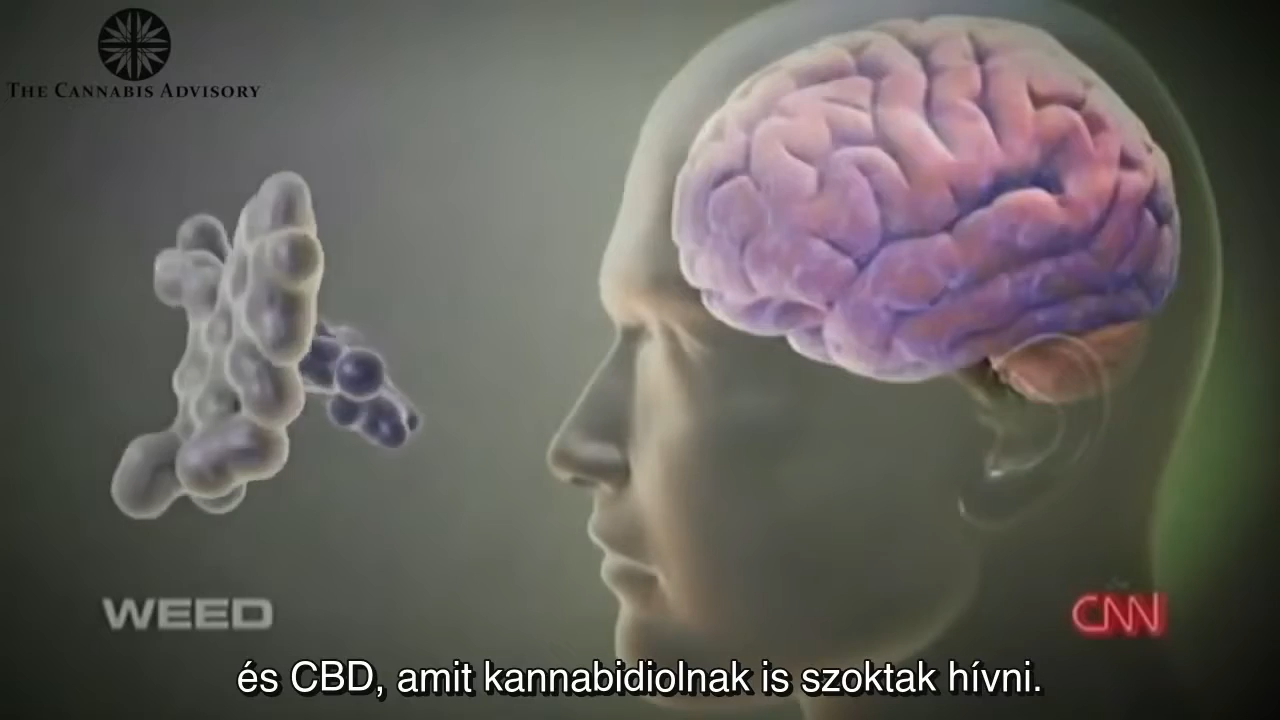 THE CANNABIS ADVISORY
WEED
CNN
és CBD, amit kannabidiolnak is szoktak hívni.